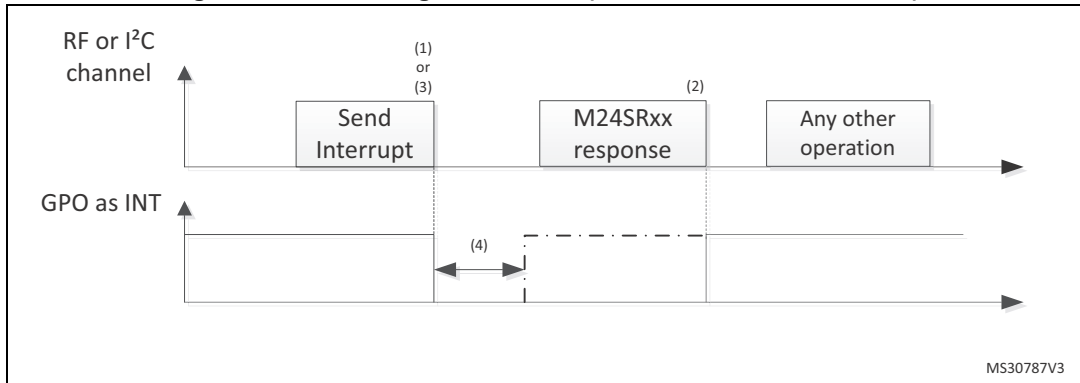 RF or I²C
channel
(1)
or
(3)
(2)
Send
Interrupt
M24SRxx
response
Any other
operation
GPO as INT
(4)
MS30787V3